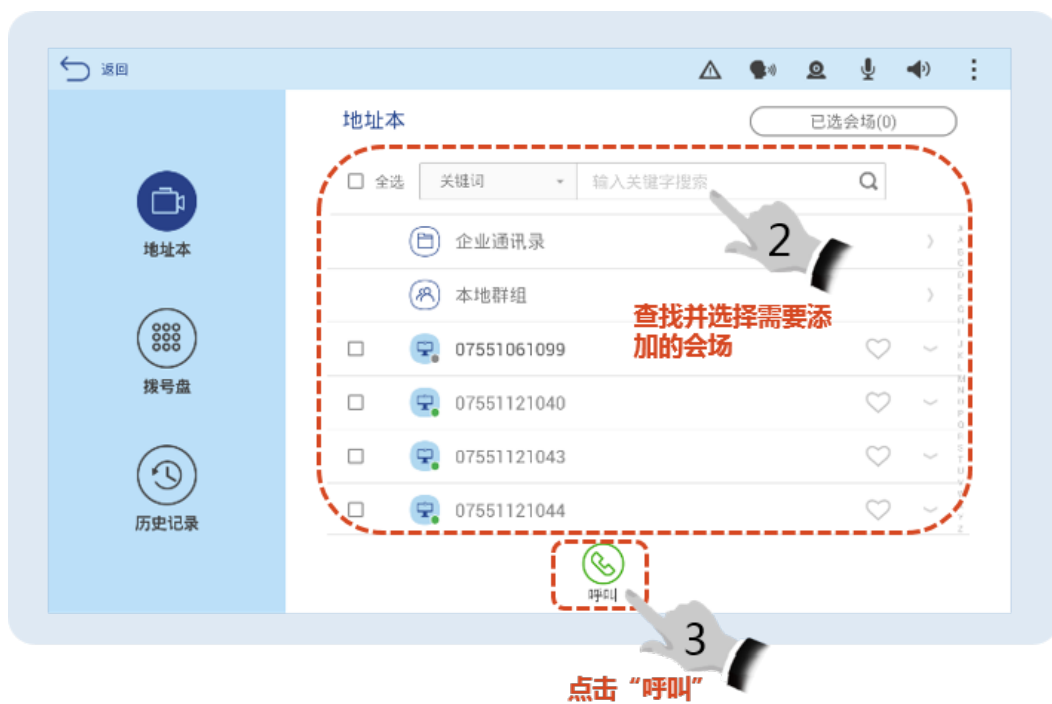 返回
地址本
已选会场(0)
全选
关键词
输入关键字搜索
2
企业通讯录
本地群组
查找并选择需要添
加的会场
07551061099
07551121040
07551121043
07551121044
地址本
拨号盘
历史记录
呼叫
3
点击“呼叫”